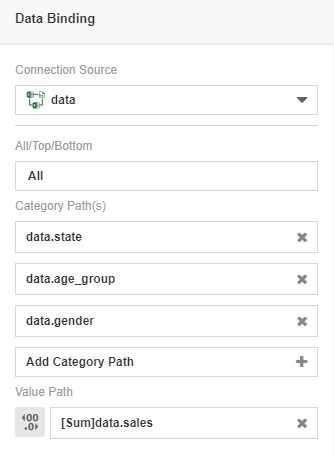 Data Binding
Connection Source
data
All/Top/Bottom
All
Category Path(s)
data.state
data.age_group
data.gender
Add Category Path
Value Path
[Sum]data.sales